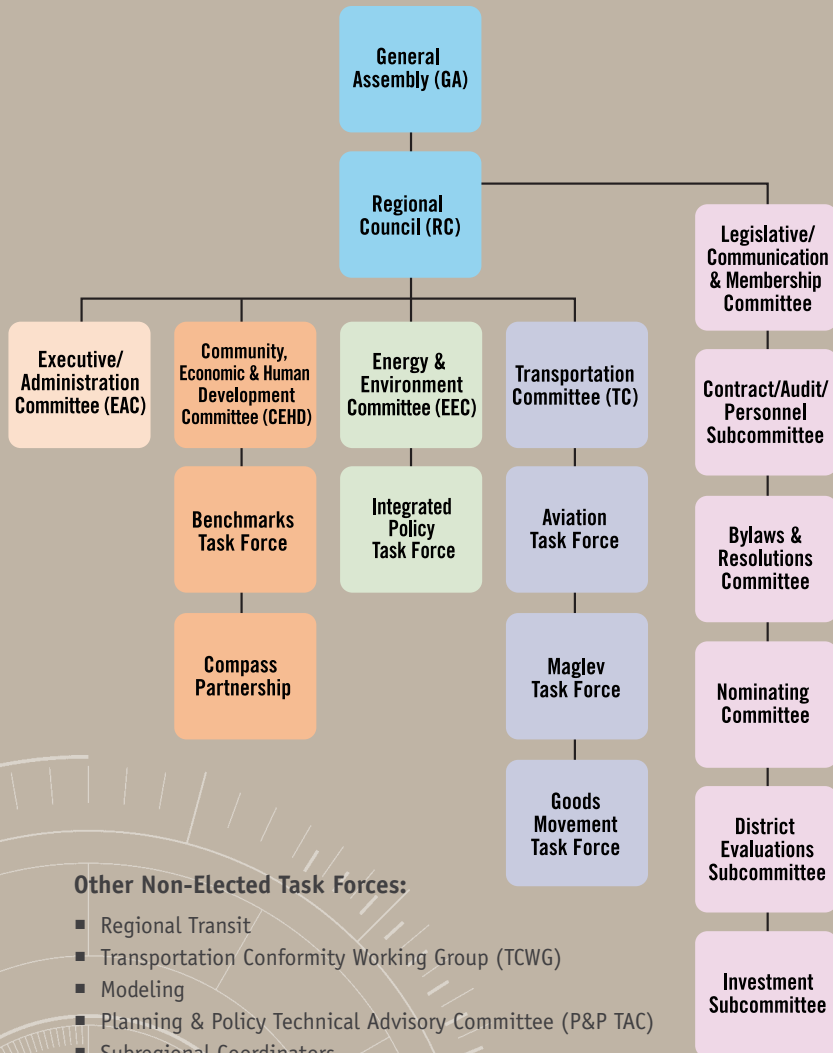 General
Assembly (GA)
Regional
Council (RC)
Legislative/
Communication
& Membership
Committee
Executive/
Administration
Committee (EAC)
Community,
Economic & Human
Development
Committee (CEHD)
Energy &
Environment
Committee (EEC)
Transportation
Committee (TC)
Contract/Audit/
Personnel
Subcommittee
Benchmarks
Task Force
Integrated
Policy
Task Force
Aviation
Task Force
Bylaws &
Resolutions
Committee
Compass
Partnership
Maglev
Task Force
Nominating
Committee
Goods
Movement
Task Force
District
Evaluations
Subcommittee
Investment
Subcommittee
Other Non-Elected Task Forces:
▪ Regional Transit
▪ Transportation Conformity Working Group (TCWG)
▪ Modeling
▪ Planning & Policy Technical Advisory Committee (P&P TAC)
▪ Subregional Coordinators